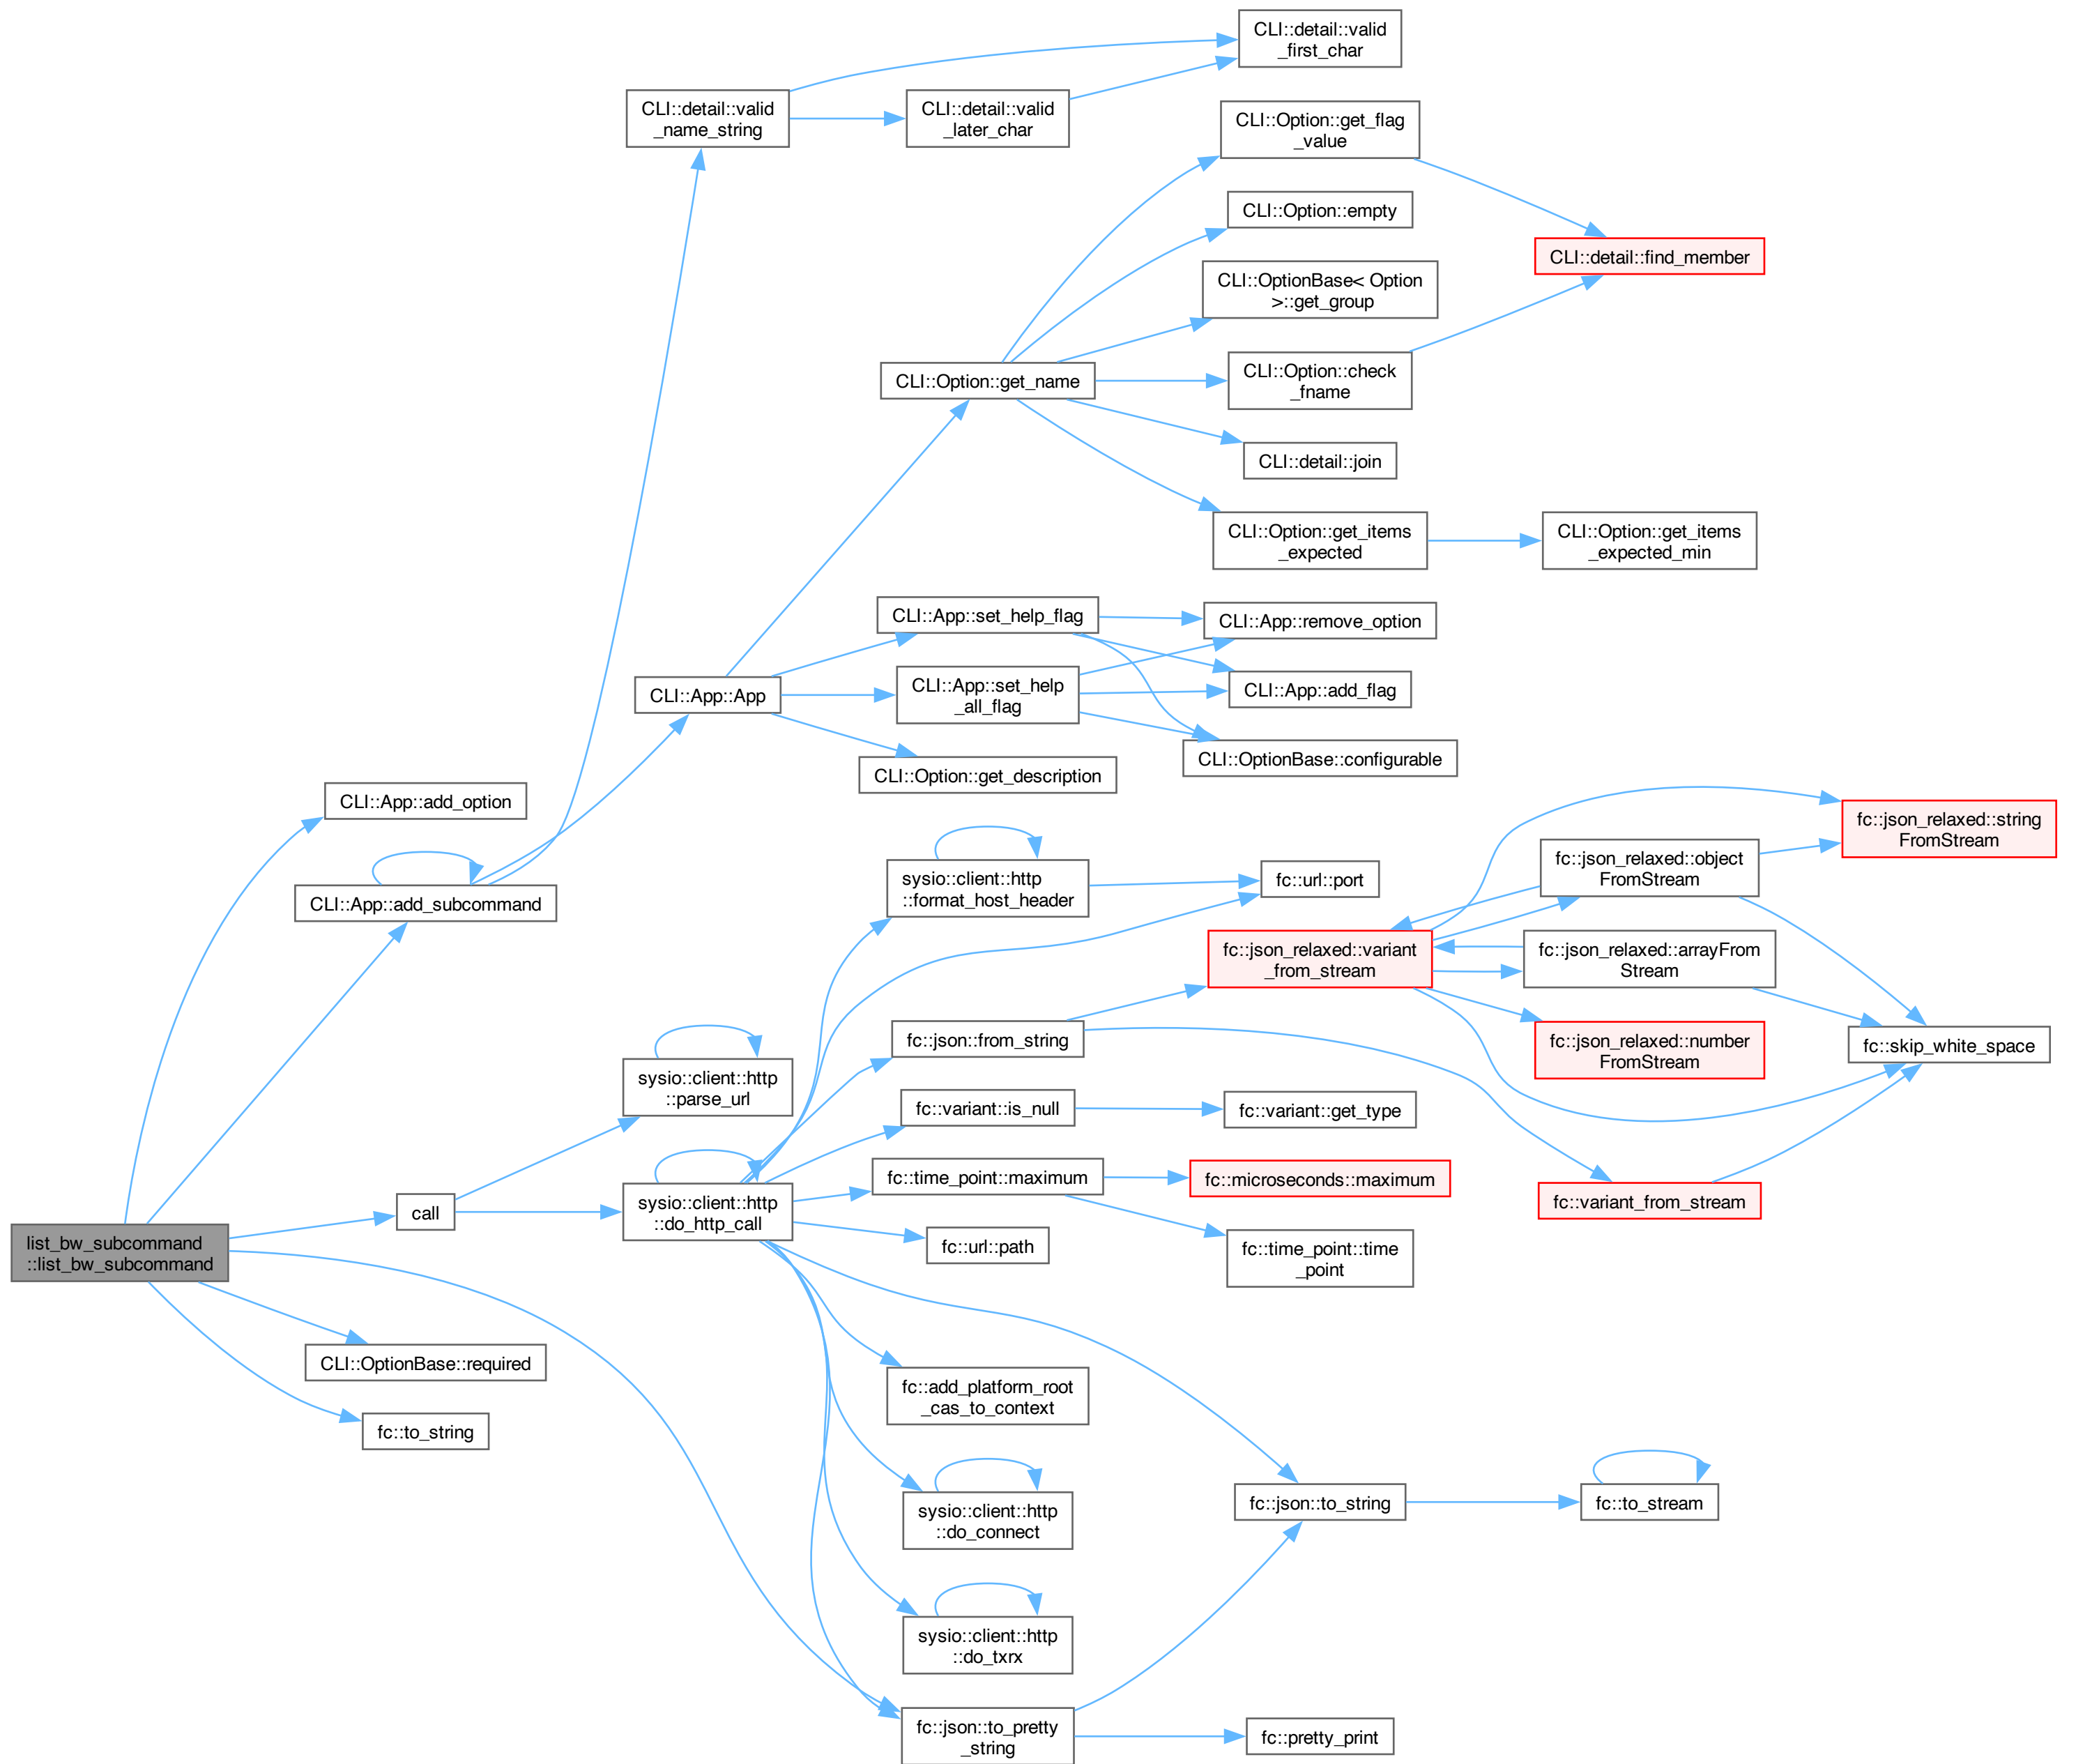 CLI::detail::valid
_first_char
CLI::detail::valid
_name_string
CLI::detail::valid
_later_char
CLI::Option::get_flag
_value
CLI::Option::empty
CLI::detail::find_member
CLI::OptionBase< Option
>::get_group
CLI::Option::get_name
CLI::Option::check
_fname
CLI::detail::join
CLI::Option::get_items
_expected
CLI::Option::get_items
_expected_min
CLI::App::set_help_flag
CLI::App::remove_option
CLI::App::App
CLI::App::set_help
_all_flag
CLI::App::add_flag
CLI::OptionBase::configurable
CLI::Option::get_description
CLI::App::add_option
fc::json_relaxed::string
FromStream
CLI::App::add_subcommand
sysio::client::http
::format_host_header
fc::url::port
fc::json_relaxed::object
FromStream
fc::json_relaxed::variant
_from_stream
fc::json_relaxed::arrayFrom
Stream
fc::json::from_string
fc::json_relaxed::number
FromStream
fc::skip_white_space
sysio::client::http
::parse_url
fc::variant::is_null
fc::variant::get_type
fc::time_point::maximum
fc::microseconds::maximum
fc::variant_from_stream
call
sysio::client::http
::do_http_call
list_bw_subcommand
::list_bw_subcommand
fc::url::path
fc::time_point::time
_point
CLI::OptionBase::required
fc::add_platform_root
_cas_to_context
fc::to_string
sysio::client::http
::do_connect
fc::json::to_string
fc::to_stream
sysio::client::http
::do_txrx
fc::json::to_pretty
_string
fc::pretty_print